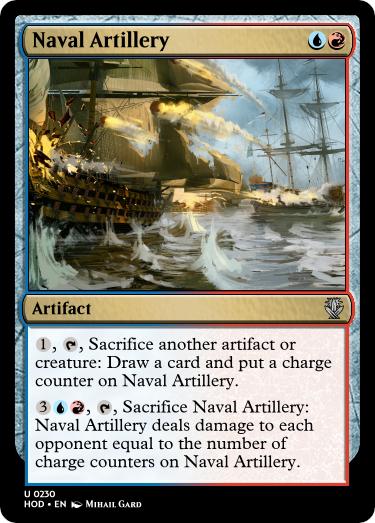 Naval Artillery
Artifact
1, T, Sacrifice another artifact or
creature: Draw a card and put a charge
counter on Naval Artillery.
3, T, Sacrifice Naval Artillery:
Naval Artillery deals damage to each
opponent equal to the number of
charge counters on Naval Artillery.
U 0230
HOD • EN Mihail Gard